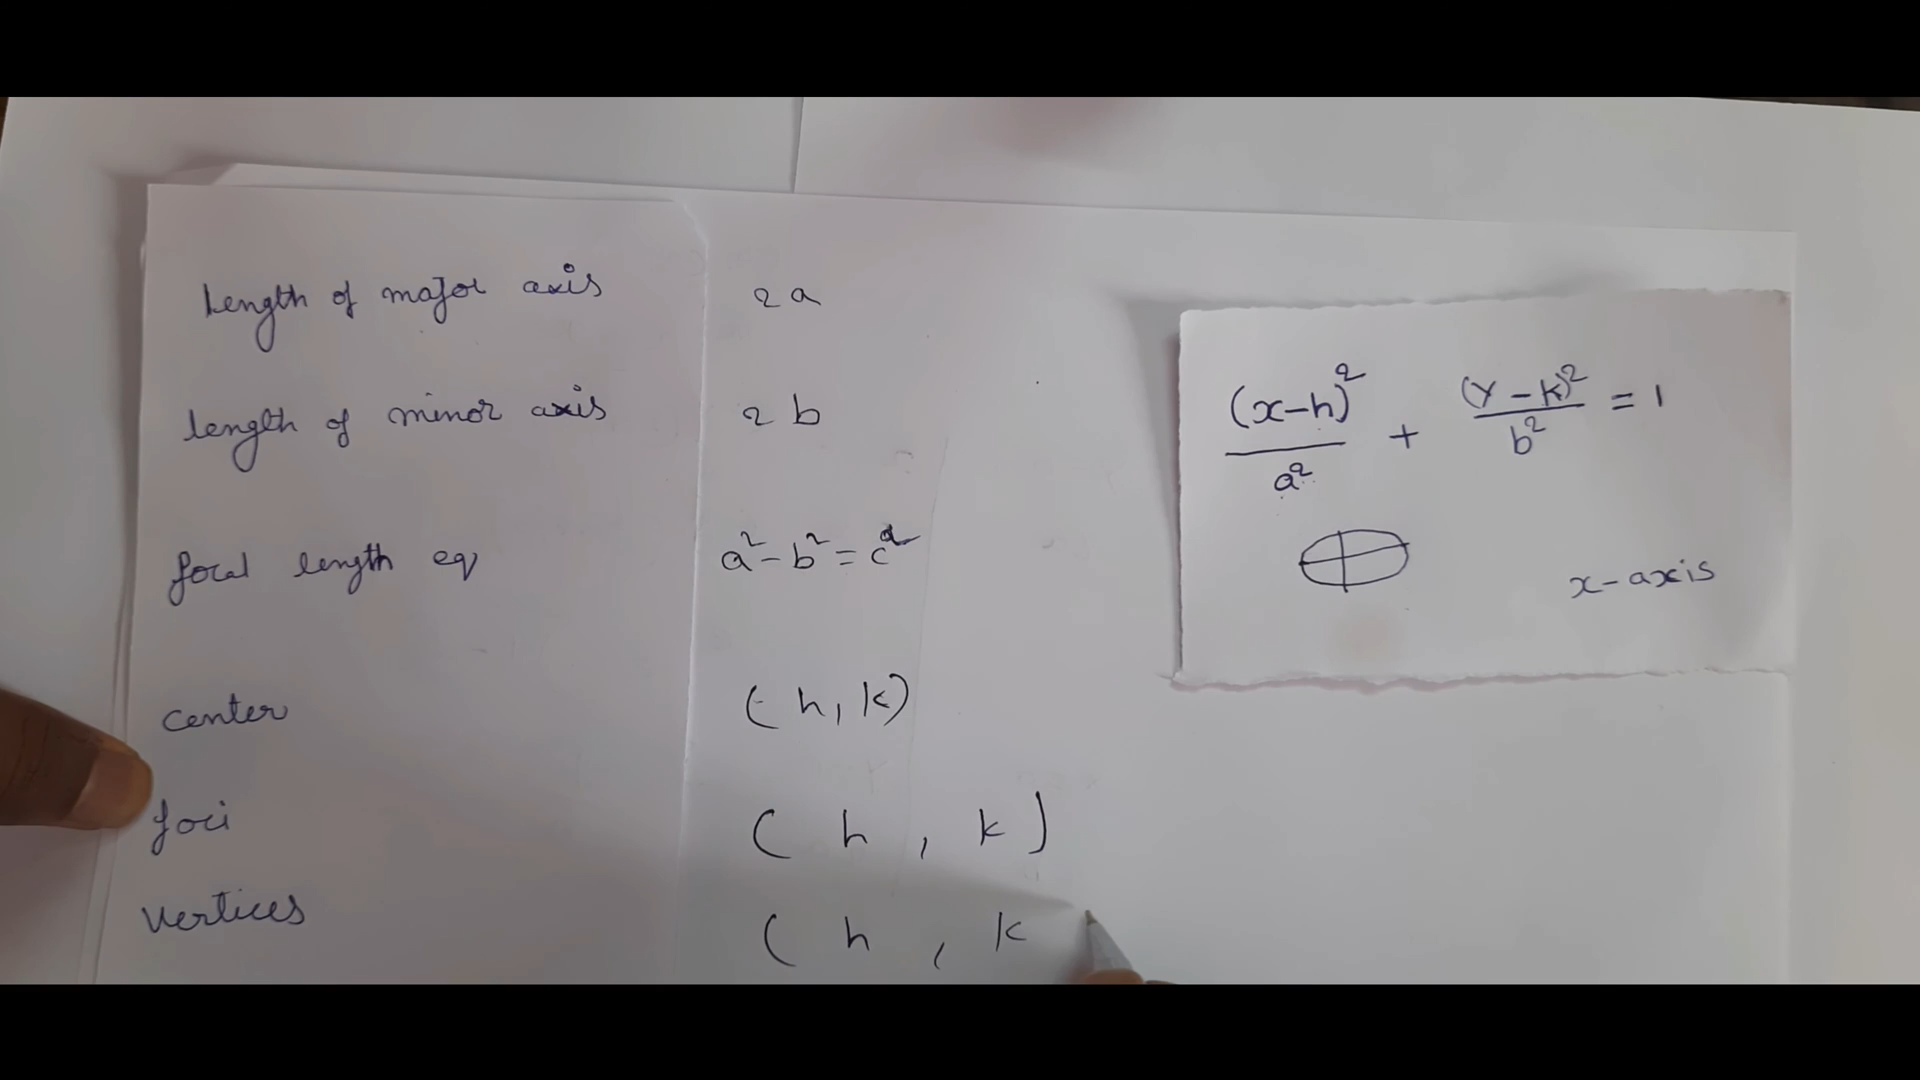 Length of major axis 2a
length of minor axis 2b
focal length eq a² - b² = c²
center (h, k)
foci ( h , k )
vertices ( h , k
(x-h)²/a² + (y-k)²/b² = 1
x-axis